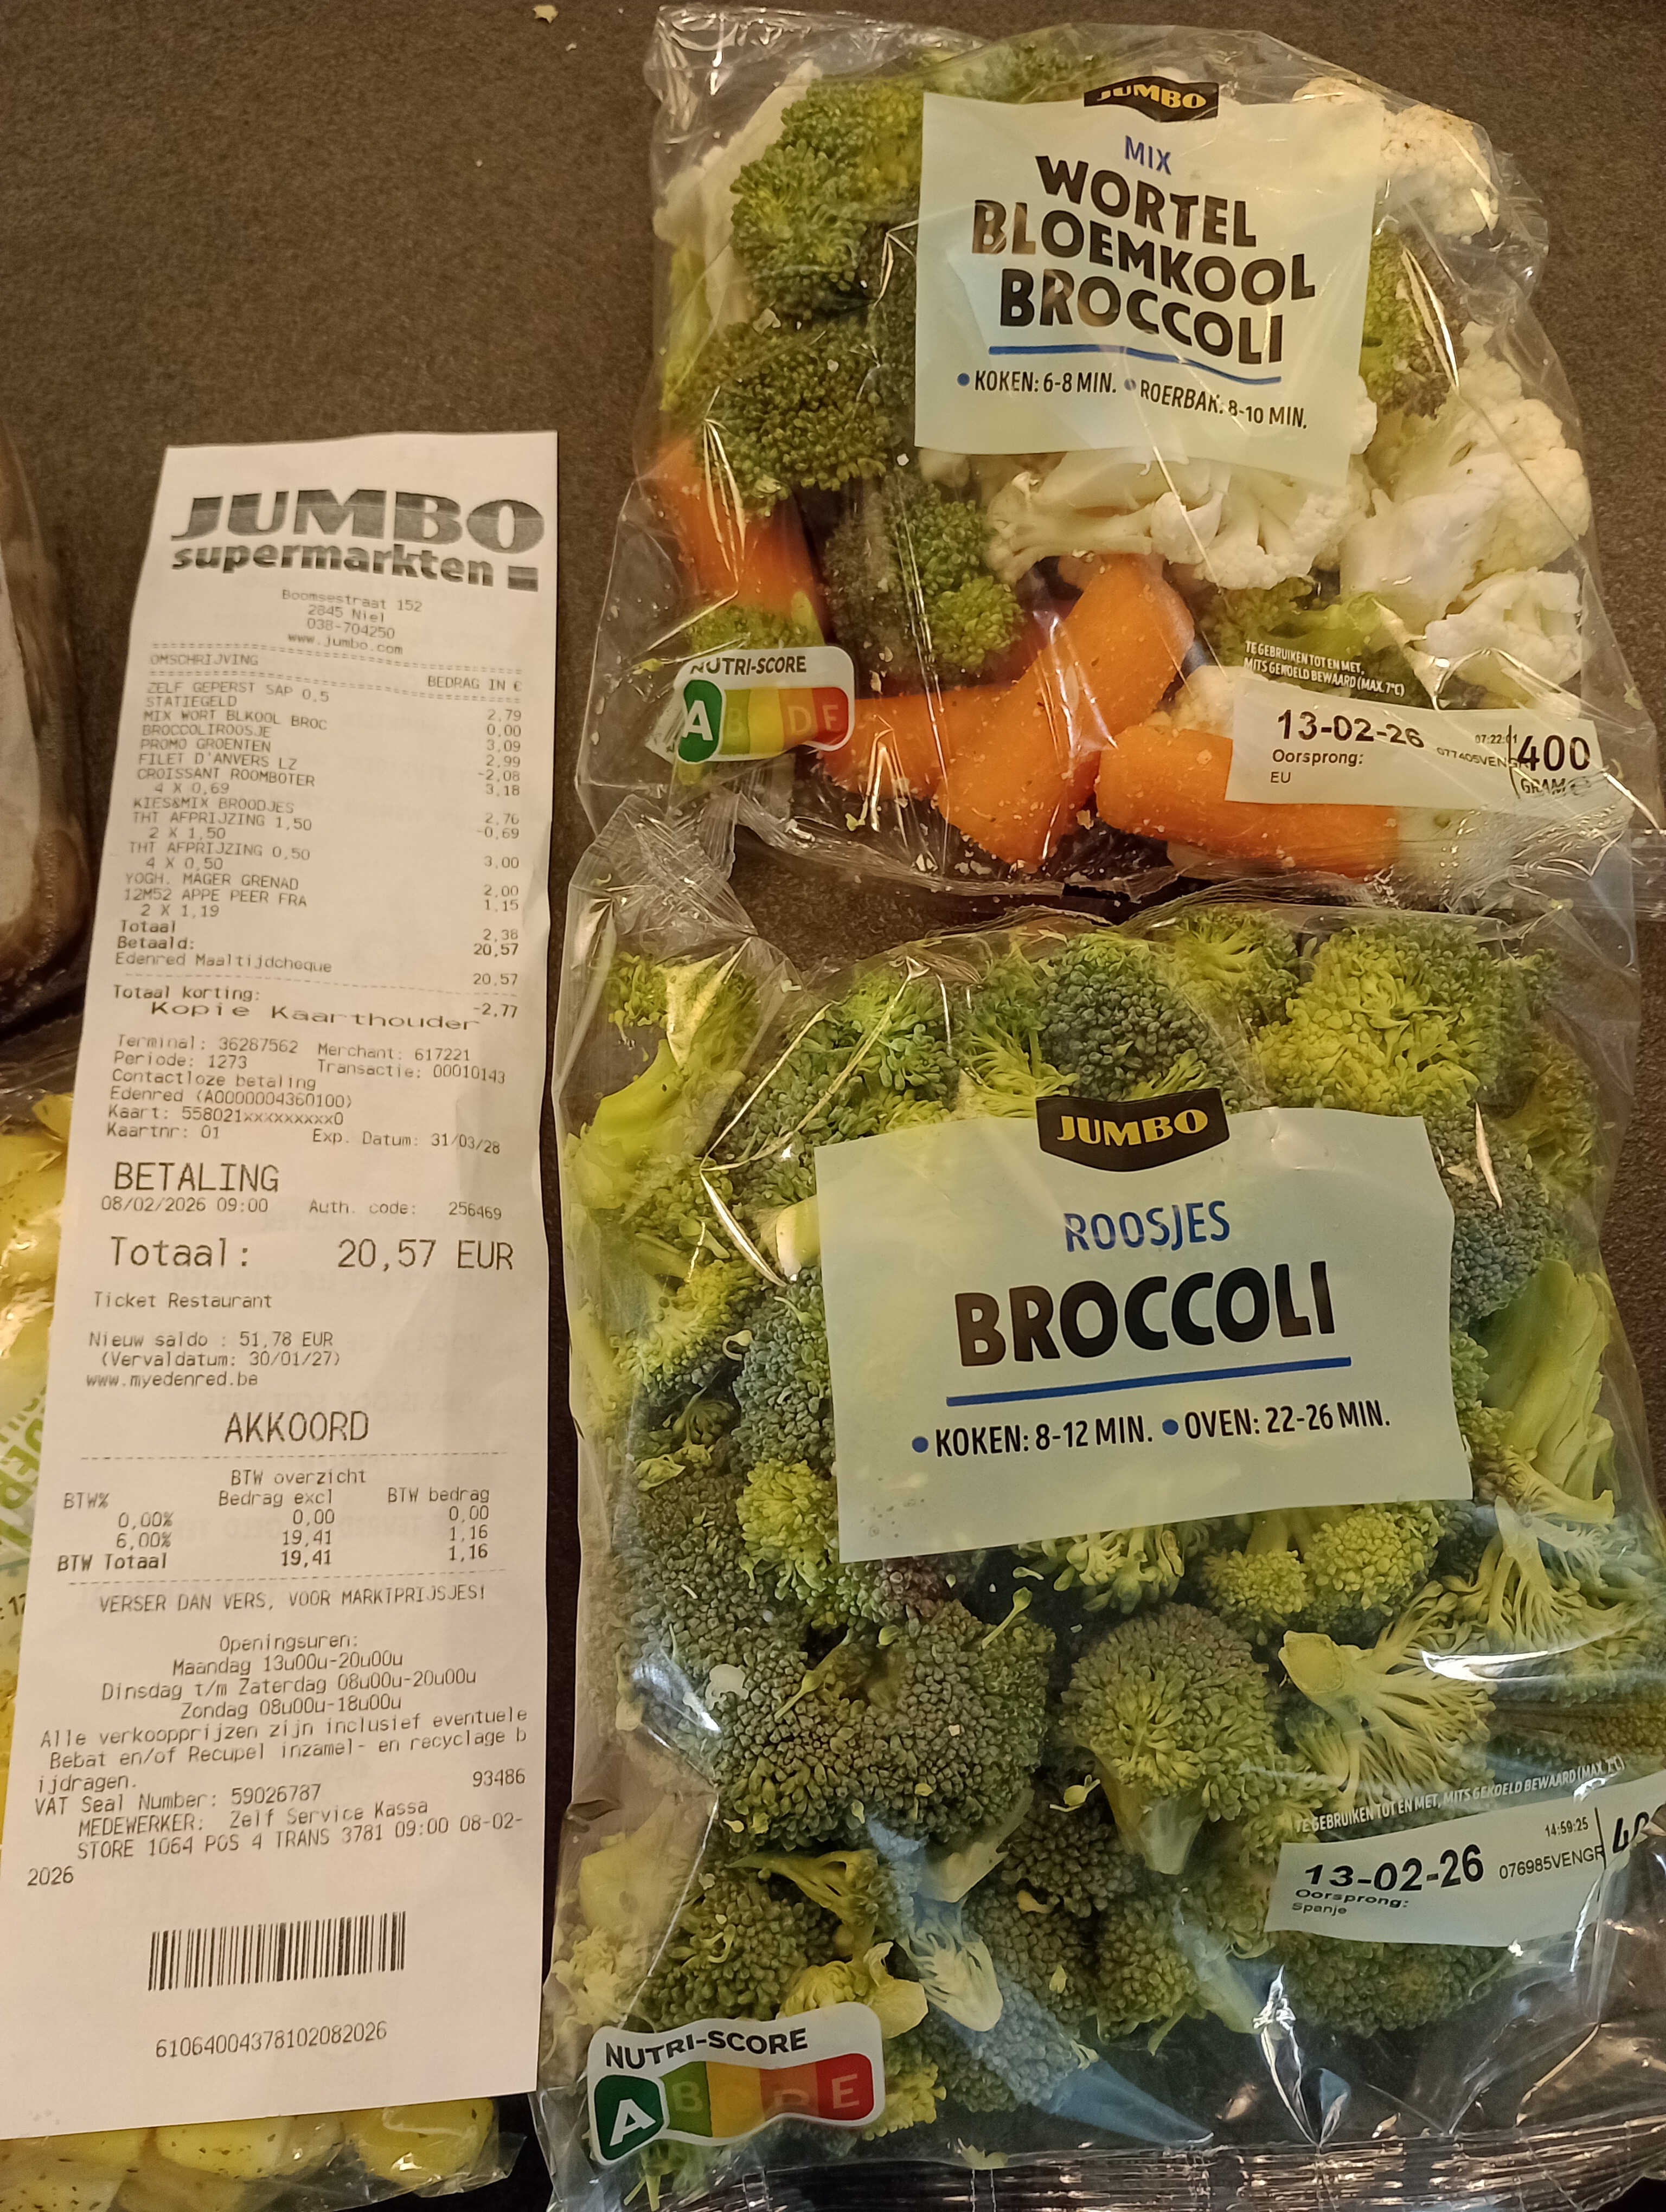 JUMBO
supermarkten
Boomsestraat 152
2845 Niel
038-704250
www.jumbo.com
OMSCHRIJVING BEDRAG IN €
ZELF GEPERST SAP 0,5 2,79
STATIEGELD 0,00
MIX WORT BLKOOL BROC 3,09
BROCCOLIROOSJE 2,99
PROMO GROENTEN -2,08
FILET D'ANVERS LZ 3,18
CROISSANT ROOMBOTER
4 X 0,69 2,76
KIES&MIX BROODJES -0,69
THT AFPRIJZING 1,50
2 X 1,50 3,00
THT AFPRIJZING 0,50
4 X 0,50 2,00
YOGH. MAGER GRENAD 1,15
12M52 APPE PEER FRA
2 X 1,19 2,38
Totaal 20,57
Betaald:
Edenred Maaltijdcheque 20,57
Totaal korting: -2,77
Kopie Kaarthouder
Terminal: 36287562 Merchant: 617221
Periode: 1273 Transactie: 00010143
Contactloze betaling
Edenred (A0000004360100)
Kaart: 558021xxxxxxxxx0
Kaartnr: 01 Exp. Datum: 31/03/28
BETALING
08/02/2026 09:00 Auth. code: 256469
Totaal: 20,57 EUR
Ticket Restaurant
Nieuw saldo : 51,78 EUR
(Vervaldatum: 30/01/27)
www.myedenred.be
AKKOORD
BTW overzicht
BTW% Bedrag excl BTW bedrag
0,00% 0,00 0,00
6,00% 19,41 1,16
BTW Totaal 19,41 1,16
VERSER DAN VERS, VOOR MARKTPRIJSJES!
Openingsuren:
Maandag 13u00u-20u00u
Dinsdag t/m Zaterdag 08u00u-20u00u
Zondag 08u00u-18u00u
Alle verkoopprijzen zijn inclusief eventuele
Bebat en/of Recupel inzamel- en recyclage b
ijdragen. 93486
VAT Seal Number: 59026787
MEDEWERKER: Zelf Service Kassa
STORE 1064 POS 4 TRANS 3781 09:00 08-02-
2026
61064004378102082026
JUMBO
MIX
WORTEL
BLOEMKOOL
BROCCOLI
• KOKEN: 6-8 MIN. • ROERBAK: 8-10 MIN.
NUTRI-SCORE
A B D E
TE GEBRUIKEN TOT EN MET,
MITS GEKOELD BEWAARD (MAX. 7°C)
13-02-26 07:22:01
077405VENGR
Oorsprong:
EU
400
GRAM e
JUMBO
ROOSJES
BROCCOLI
• KOKEN: 8-12 MIN. • OVEN: 22-26 MIN.
TE GEBRUIKEN TOT EN MET, MITS GEKOELD BEWAARD (MAX. 7°C)
13-02-26 14:59:25
076985VENGR
Oorsprong:
Spanje
40
NUTRI-SCORE
A B D E